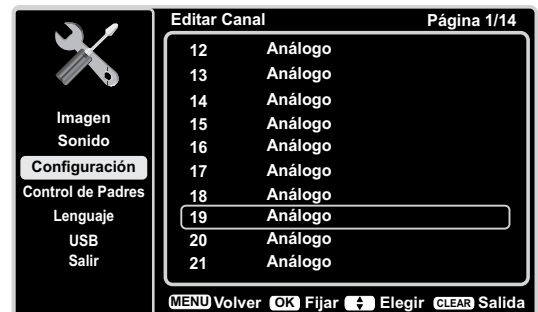 Editar Canal Página 1/14
Imagen
Sonido
Configuración
Control de Padres
Lenguaje
USB
Salir
12 Análogo
13 Análogo
14 Análogo
15 Análogo
16 Análogo
17 Análogo
18 Análogo
19 Análogo
20 Análogo
21 Análogo
MENU Volver OK Fijar Elegir CLEAR Salida